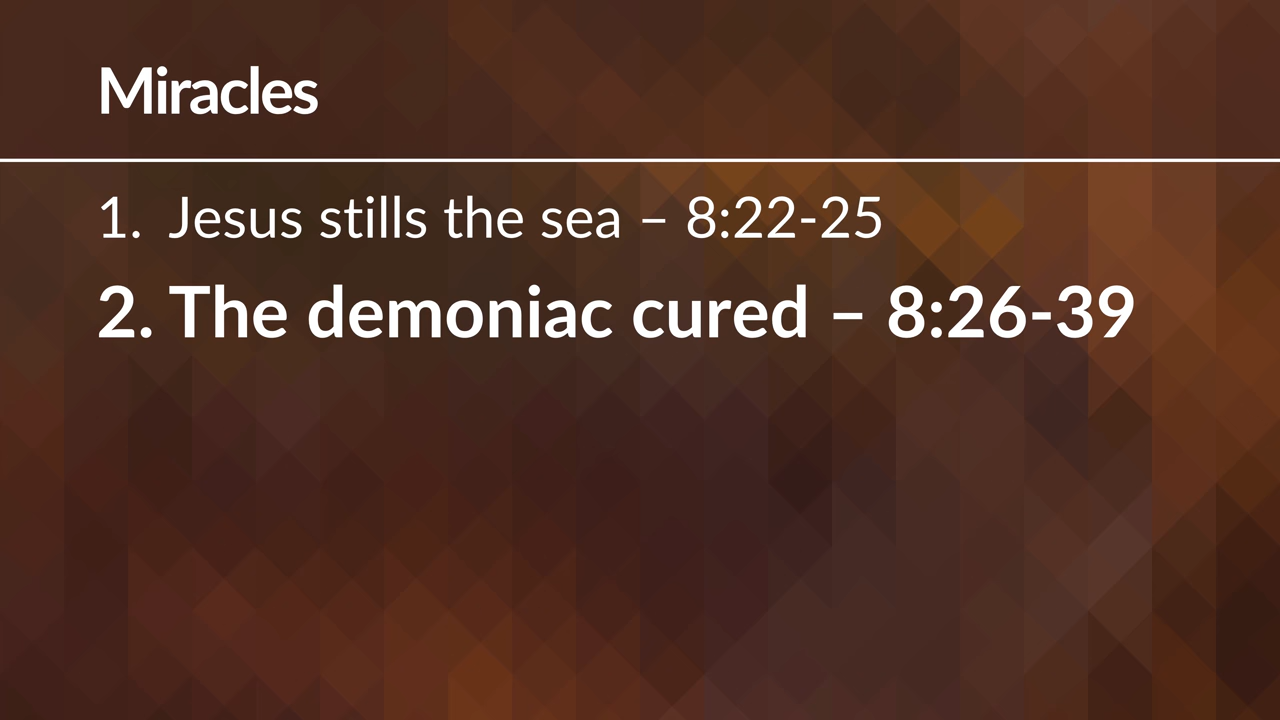 Miracles
1. Jesus stills the sea – 8:22-25
2. The demoniac cured – 8:26-39